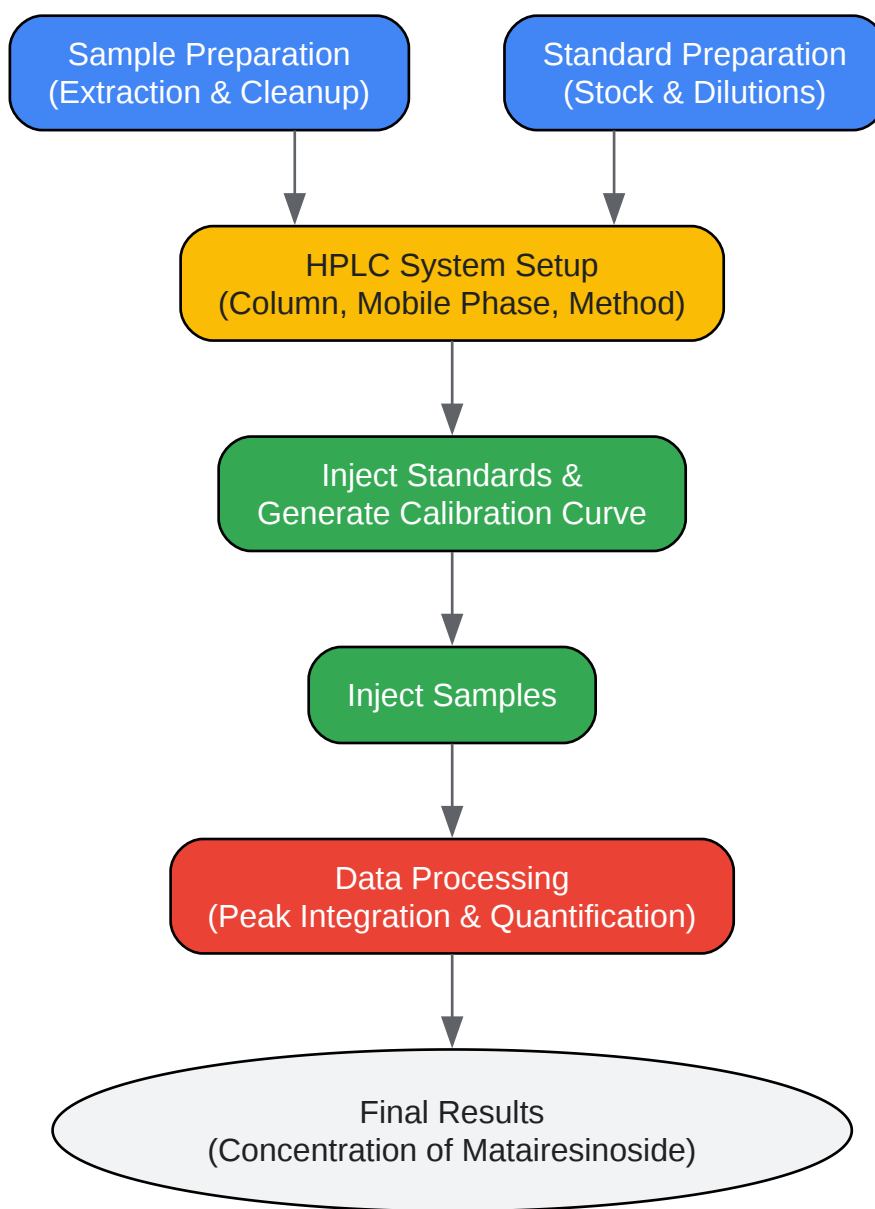 Sample Preparation
(Extraction & Cleanup)
Standard Preparation
(Stock & Dilutions)
HPLC System Setup
(Column, Mobile Phase, Method)
Inject Standards &
Generate Calibration Curve
Inject Samples
Data Processing
(Peak Integration & Quantification)
Final Results
(Concentration of Matairesinoside)